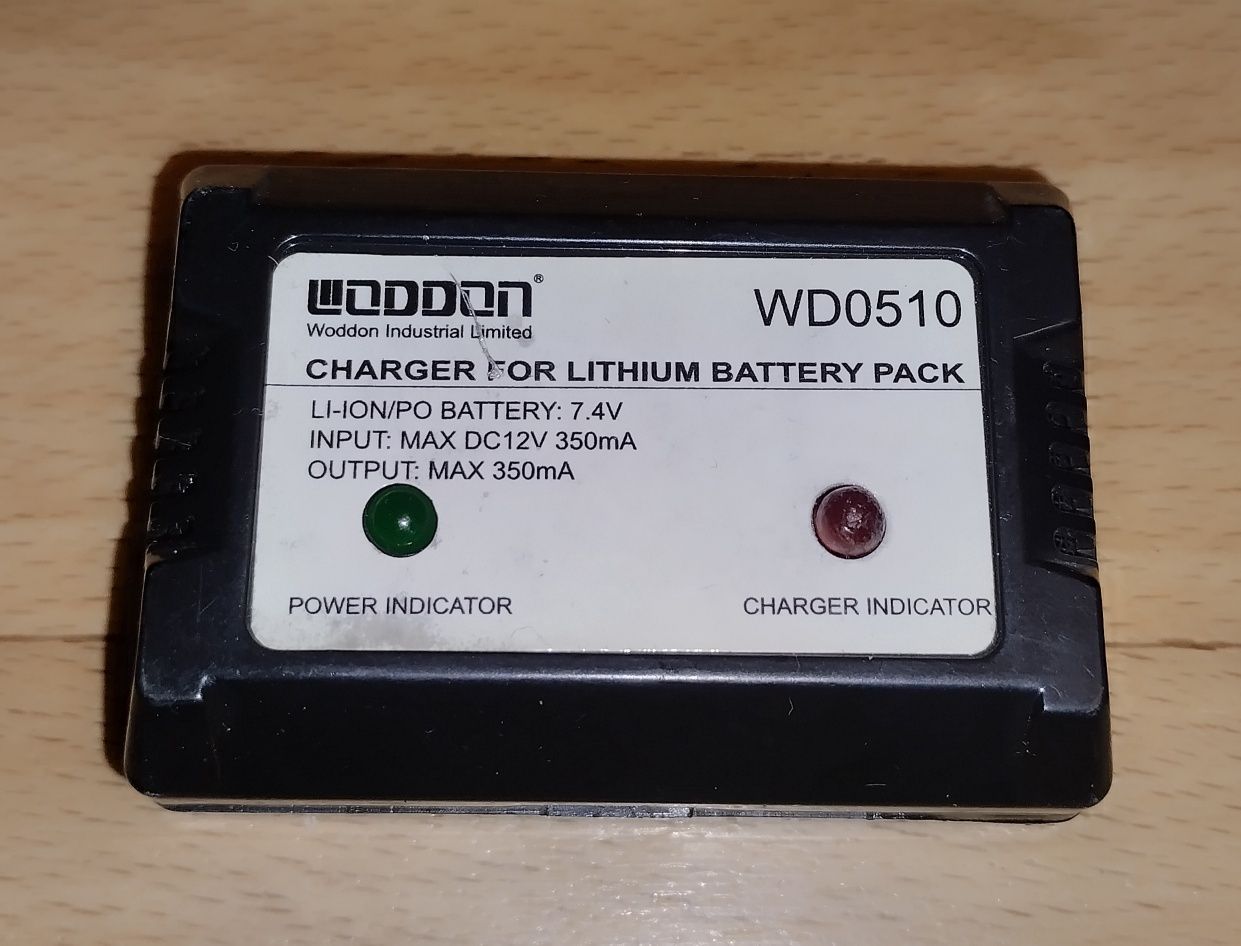 WODDON®
WD0510
Woddon Industrial Limited
CHARGER FOR LITHIUM BATTERY PACK
LI-ION/PO BATTERY: 7.4V
INPUT: MAX DC12V 350mA
OUTPUT: MAX 350mA
POWER INDICATOR
CHARGER INDICATOR